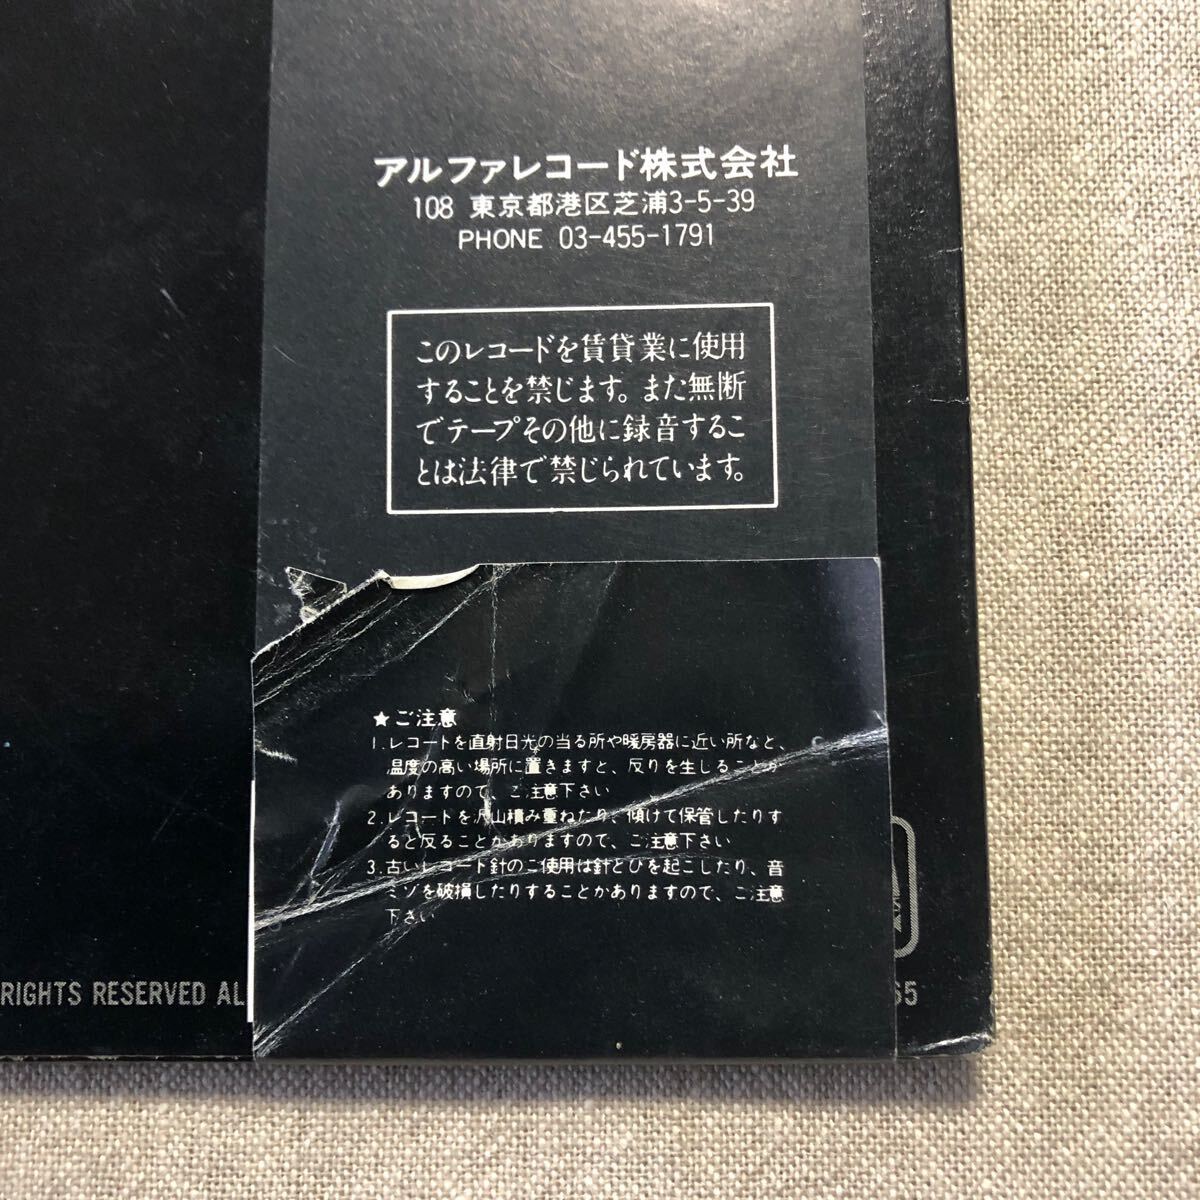 アルファレコード株式会社
108 東京都港区芝浦3-5-39
PHONE 03-455-1791
このレコードを賃貸業に使用
することを禁じます。また無断
でテープその他に録音するこ
とは法律で禁じられています。
★ご注意
1.レコードを直射日光の当る所や暖房器に近い所など、
温度の高い場所に置きますと、反りを生じることが
ありますので、ご注意下さい
2.レコードを沢山積み重ねたり、傾けて保管したりす
ると反ることがありますので、ご注意下さい
3.古いレコード針のご使用は針とびを起こしたり、音
ミゾを破損したりすることがありますので、ご注意
下さい
RIGHTS RESERVED AL
65